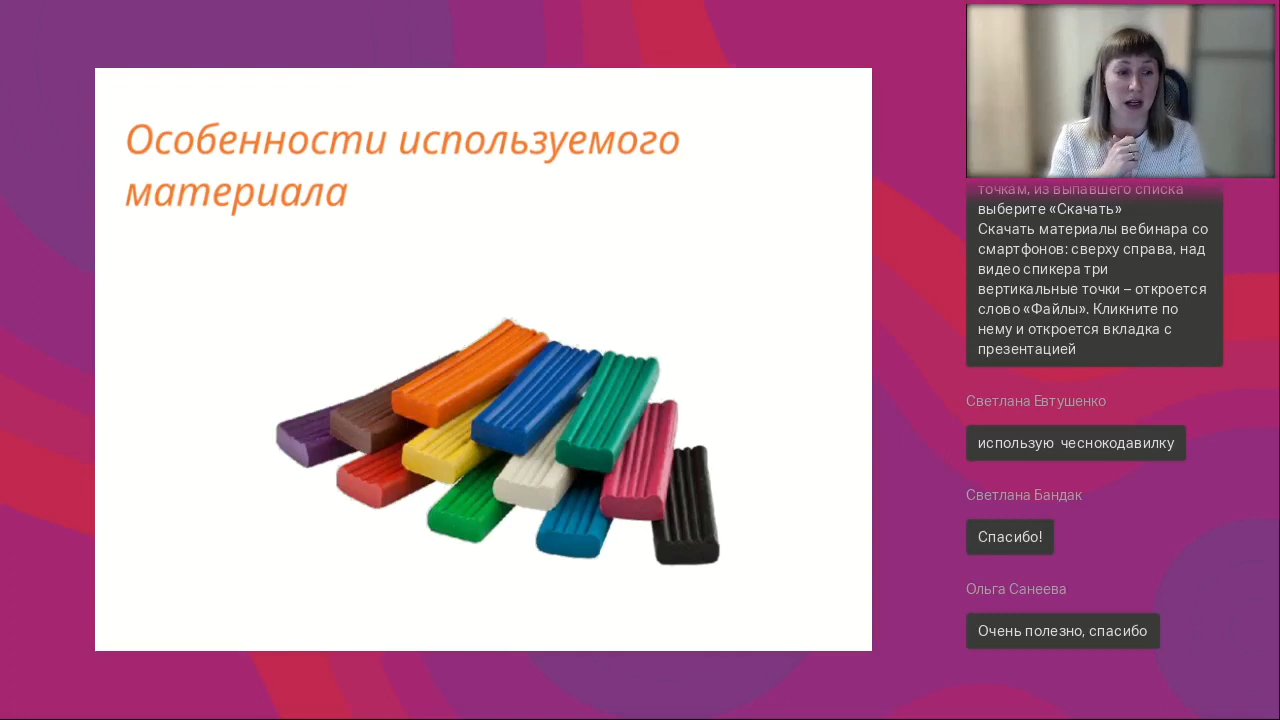 Особенности используемого
материала
точкам, из выпавшего списка
выберите «Скачать»
Скачать материалы вебинара со
смартфонов: сверху справа, над
видео спикера три
вертикальные точки – откроется
слово «Файлы». Кликните по
нему и откроется вкладка с
презентацией
Светлана Евтушенко
использую чеснокодавилку
Светлана Бандак
Спасибо!
Ольга Санеева
Очень полезно, спасибо